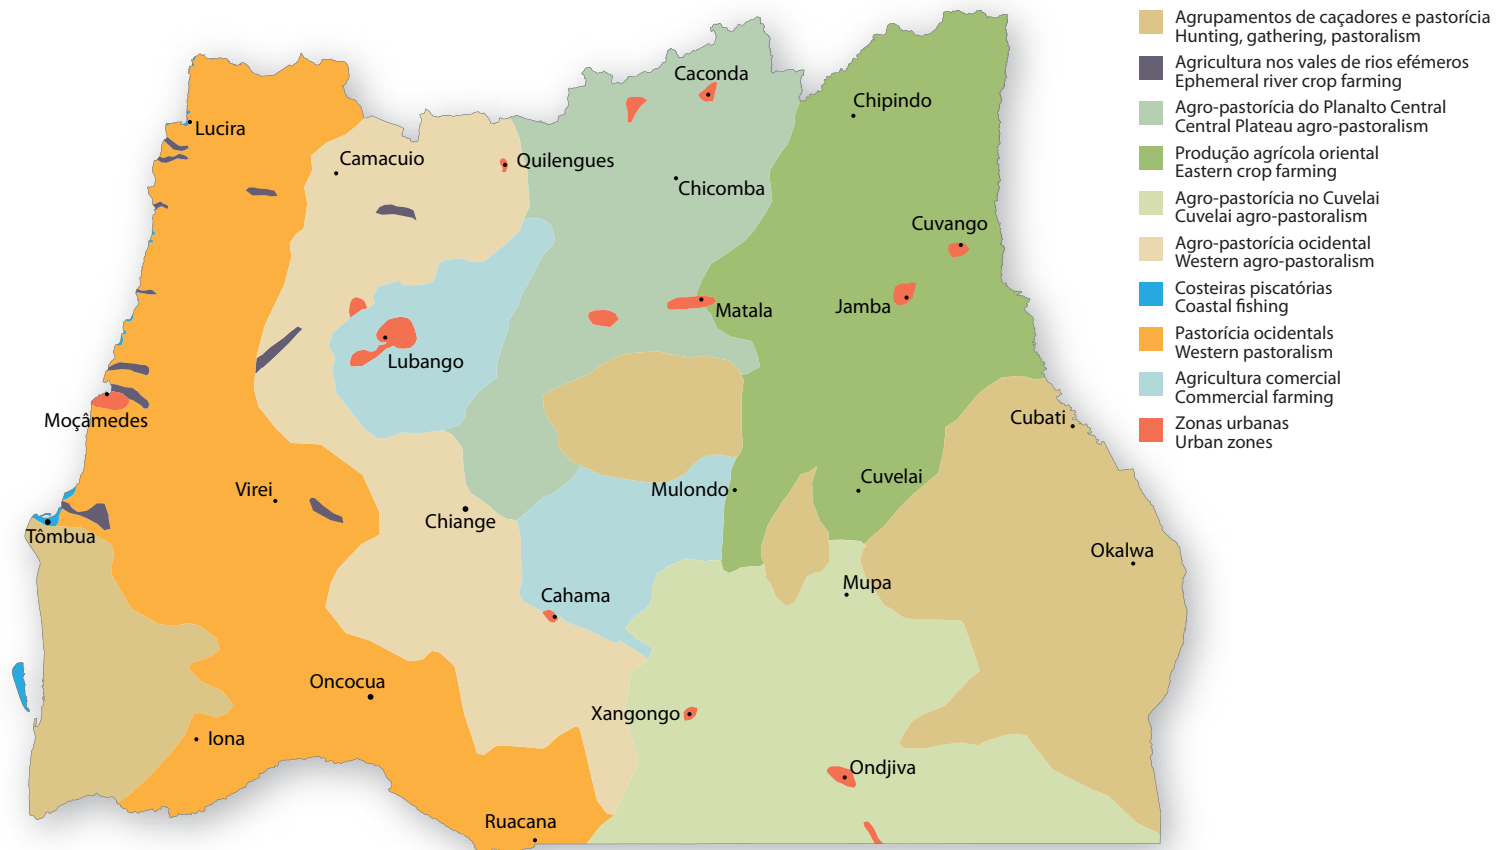 Caconda
Chipindo
Lucira
Camacuio
Quilengues
Chicomba
Cuvango
Jamba
Matala
Lubango
Moçâmedes
Cubati
Virei
Mulondo
Cuvelai
Chiange
Tômbua
Okalwa
Mupa
Cahama
Oncocua
Xangongo
Iona
Ondjiva
Ruacana
Agrupamentos de caçadores e pastorícia
Hunting, gathering, pastoralism
Agricultura nos vales de rios efémeros
Ephemeral river crop farming
Agro-pastorícia do Planalto Central
Central Plateau agro-pastoralism
Produção agrícola oriental
Eastern crop farming
Agro-pastorícia no Cuvelai
Cuvelai agro-pastoralism
Agro-pastorícia ocidental
Western agro-pastoralism
Costeiras piscatórias
Coastal fishing
Pastorícia ocidentals
Western pastoralism
Agricultura comercial
Commercial farming
Zonas urbanas
Urban zones